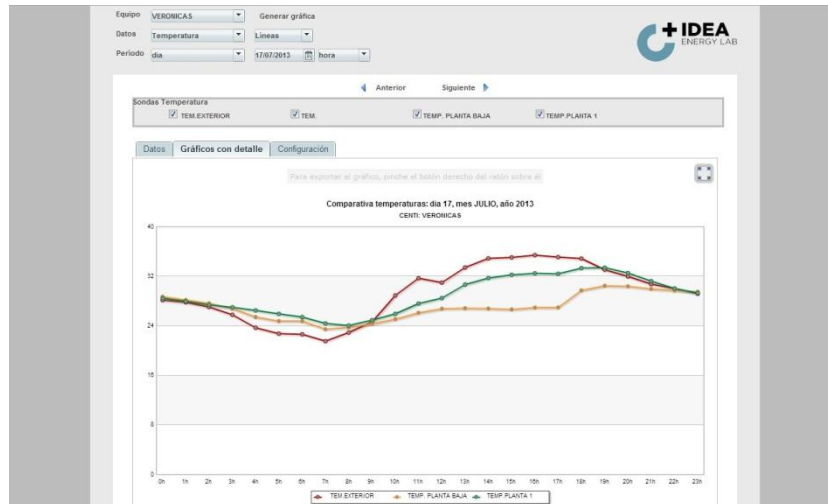 Equipo VERONICAS Generar gráfica
Datos Temperatura Líneas
Período día 17/07/2013 hora
+IDEA
ENERGY LAB
Anterior Siguiente
Sondas Temperatura
TEM.EXTERIOR TEM. TEMP. PLANTA BAJA TEMP.PLANTA 1
Datos Gráficos con detalle Configuración
Para exportar el gráfico, pinche el botón derecho del ratón sobre él
Comparativa temperaturas: día 17, mes JULIO, año 2013
CENTI: VERONICAS
40
32
24
16
8
0
0h 1h 2h 3h 4h 5h 6h 7h 8h 9h 10h 11h 12h 13h 14h 15h 16h 17h 18h 19h 20h 21h 22h 23h
TEM.EXTERIOR TEMP. PLANTA BAJA TEMP.PLANTA 1